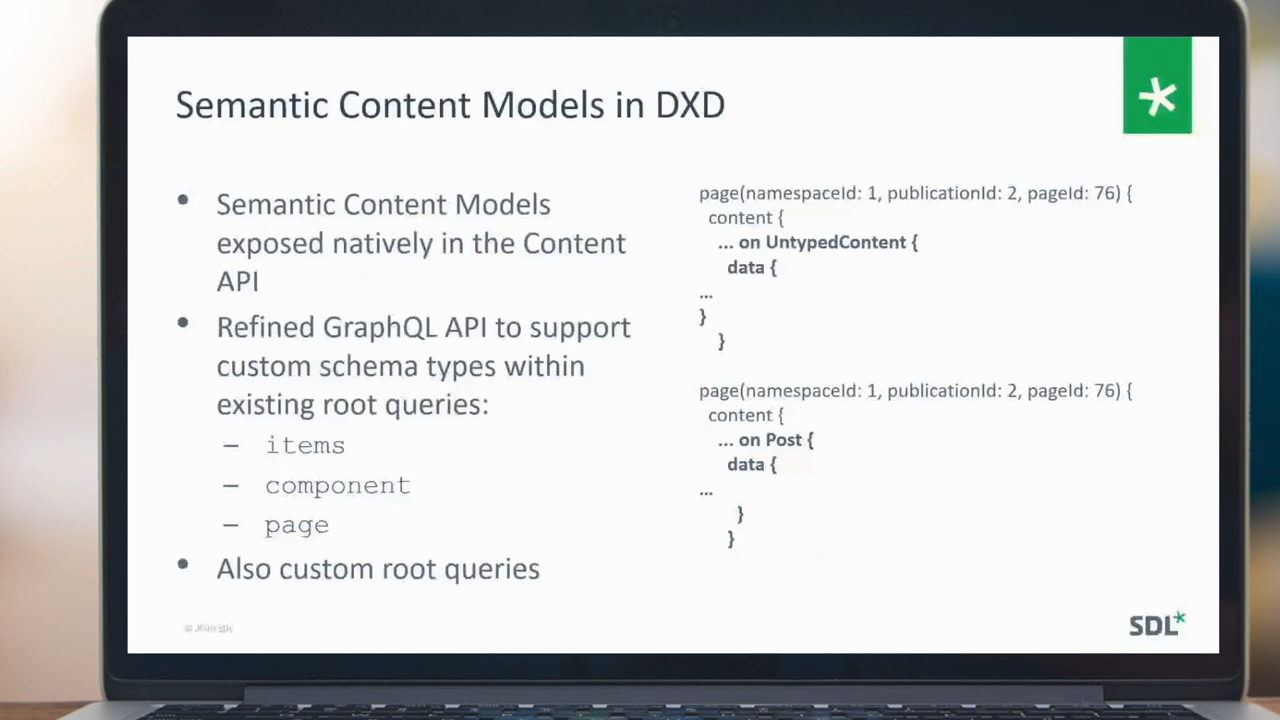 Semantic Content Models in DXD
• Semantic Content Models
exposed natively in the Content
API
• Refined GraphQL API to support
custom schema types within
existing root queries:
– items
– component
– page
• Also custom root queries
page(namespaceId: 1, publicationId: 2, pageId: 76) {
content {
... on UntypedContent {
data {
...
}
}
page(namespaceId: 1, publicationId: 2, pageId: 76) {
content {
... on Post {
data {
...
}
}
SDL*